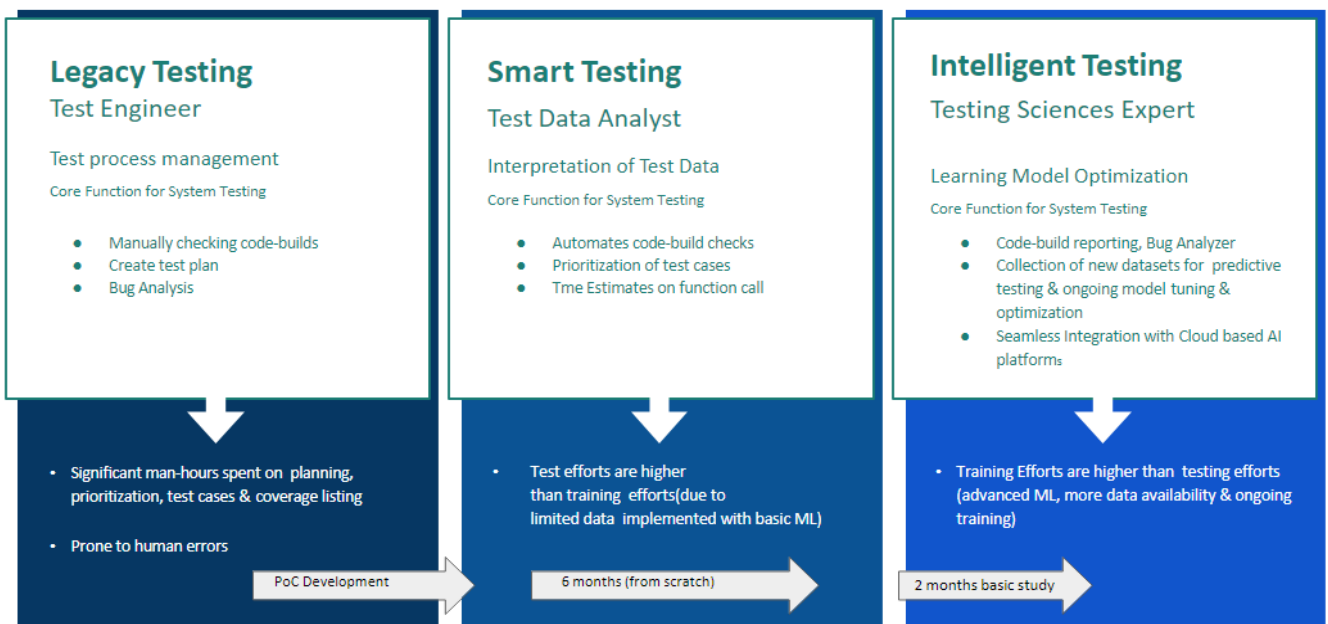 Legacy Testing
Test Engineer
Test process management
Core Function for System Testing
● Manually checking code-builds
● Create test plan
● Bug Analysis
• Significant man-hours spent on planning,
prioritization, test cases & coverage listing
• Prone to human errors
PoC Development
Smart Testing
Test Data Analyst
Interpretation of Test Data
Core Function for System Testing
● Automates code-build checks
● Prioritization of test cases
● Tme Estimates on function call
• Test efforts are higher
than training efforts(due to
limited data implemented with basic ML)
6 months (from scratch)
Intelligent Testing
Testing Sciences Expert
Learning Model Optimization
Core Function for System Testing
● Code-build reporting, Bug Analyzer
● Collection of new datasets for predictive
testing & ongoing model tuning &
optimization
● Seamless Integration with Cloud based AI
platforms
• Training Efforts are higher than testing efforts
(advanced ML, more data availability & ongoing
training)
2 months basic study